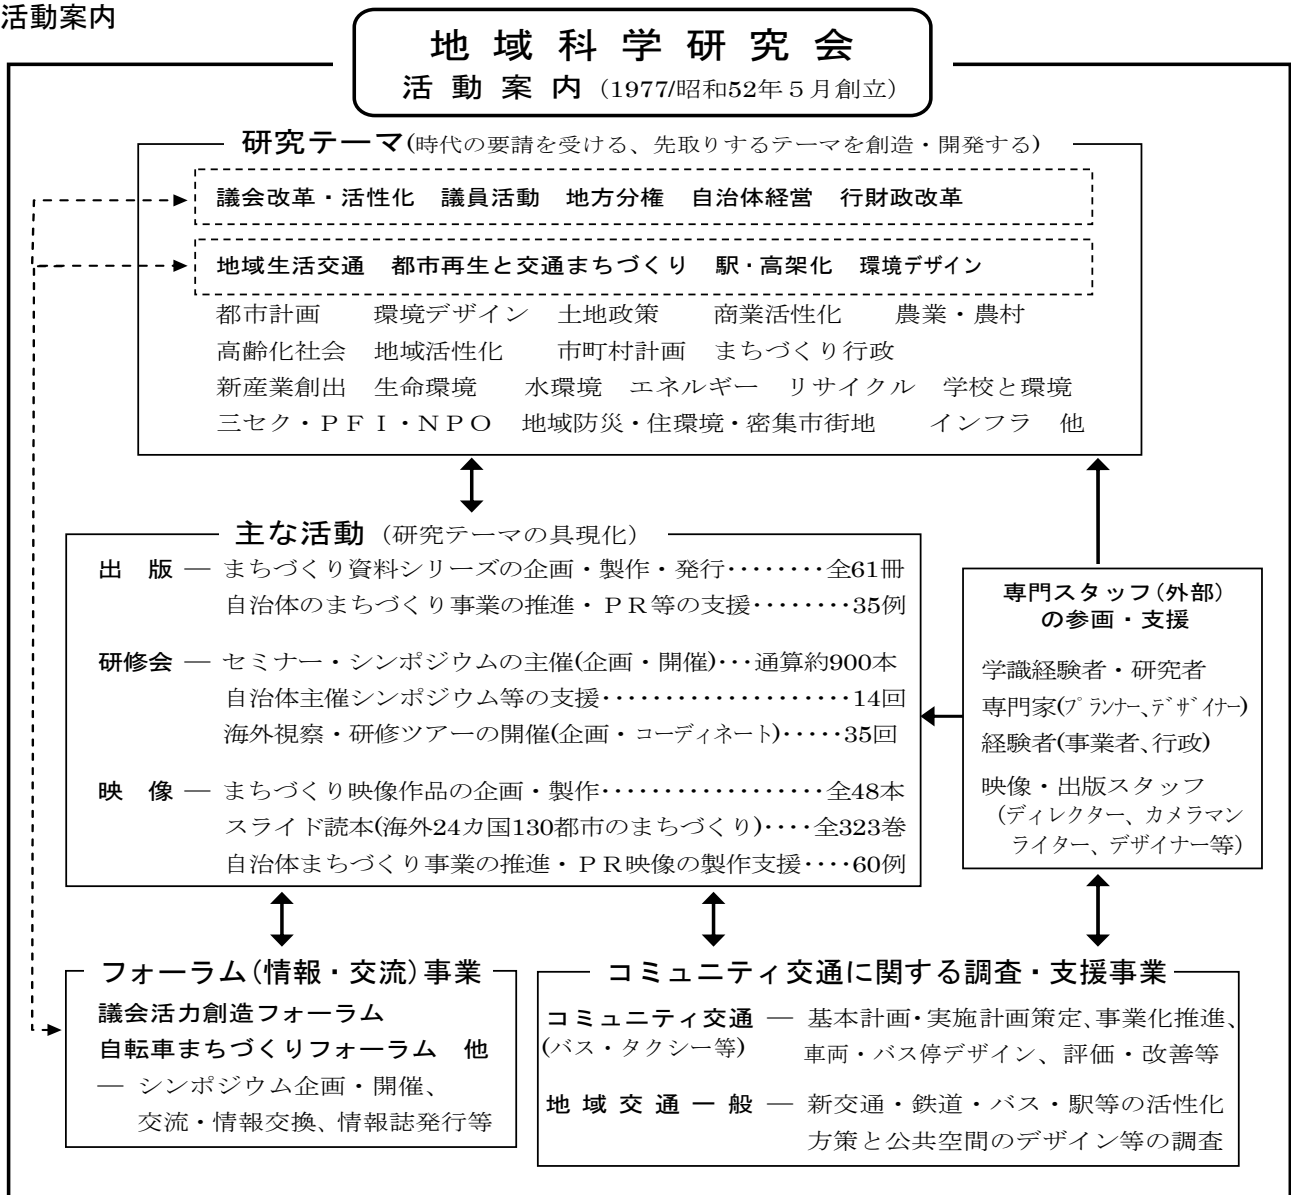 活動案内
地域科学研究会
活動案内（1977/昭和52年５月創立）
研究テーマ(時代の要請を受ける、先取りするテーマを創造・開発する)
議会改革・活性化　議員活動　地方分権　自治体経営　行財政改革
地域生活交通　都市再生と交通まちづくり　駅・高架化　環境デザイン
都市計画　環境デザイン　土地政策　商業活性化　農業・農村
高齢化社会　地域活性化　市町村計画　まちづくり行政
新産業創出　生命環境　水環境　エネルギー　リサイクル　学校と環境
三セク・ＰＦＩ・ＮＰＯ　地域防災・住環境・密集市街地　インフラ　他
主な活動（研究テーマの具現化）
出　版 ― まちづくり資料シリーズの企画・製作・発行････････全61冊
自治体のまちづくり事業の推進・ＰＲ等の支援････････35例
研修会 ― セミナー・シンポジウムの主催(企画・開催)･･･通算約900本
自治体主催シンポジウム等の支援･･･････････････････14回
海外視察・研修ツアーの開催(企画・コーディネート)･････35回
映　像 ― まちづくり映像作品の企画・製作･････････････････全48本
スライド読本(海外24カ国130都市のまちづくり)････全323巻
自治体まちづくり事業の推進・ＰＲ映像の製作支援････60例
専門スタッフ（外部）
の参画・支援
学識経験者・研究者
専門家(ﾌﾟﾗﾝﾅｰ､ﾃﾞｻﾞｲﾅｰ)
経験者(事業者、行政)
映像・出版スタッフ
（ディレクター、カメラマン
ライター、デザイナー等）
フォーラム（情報・交流）事業
議会活力創造フォーラム
自転車まちづくりフォーラム　他
― シンポジウム企画・開催、
交流・情報交換、情報誌発行等
コミュニティ交通に関する調査・支援事業
コミュニティ交通 ― 基本計画・実施計画策定、事業化推進、
(バス・タクシー等)　車両・バス停デザイン、評価・改善等
地域交通一般 ― 新交通・鉄道・バス・駅等の活性化
方策と公共空間のデザイン等の調査